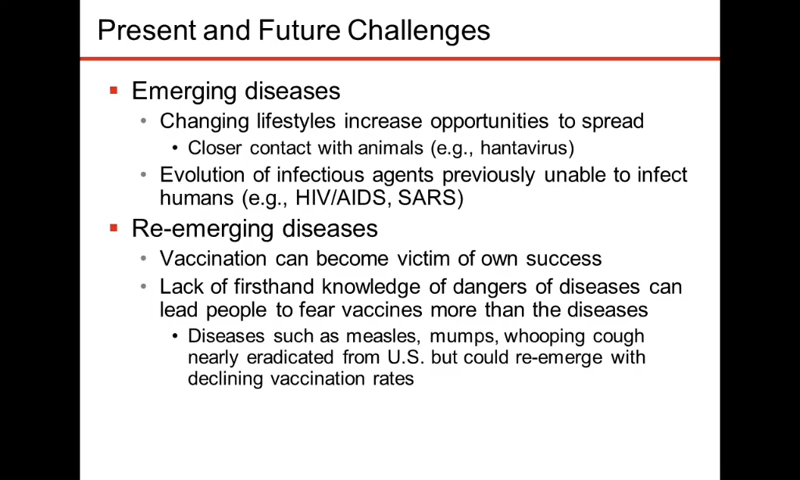 Present and Future Challenges
▪ Emerging diseases
• Changing lifestyles increase opportunities to spread
• Closer contact with animals (e.g., hantavirus)
• Evolution of infectious agents previously unable to infect
humans (e.g., HIV/AIDS, SARS)
▪ Re-emerging diseases
• Vaccination can become victim of own success
• Lack of firsthand knowledge of dangers of diseases can
lead people to fear vaccines more than the diseases
• Diseases such as measles, mumps, whooping cough
nearly eradicated from U.S. but could re-emerge with
declining vaccination rates